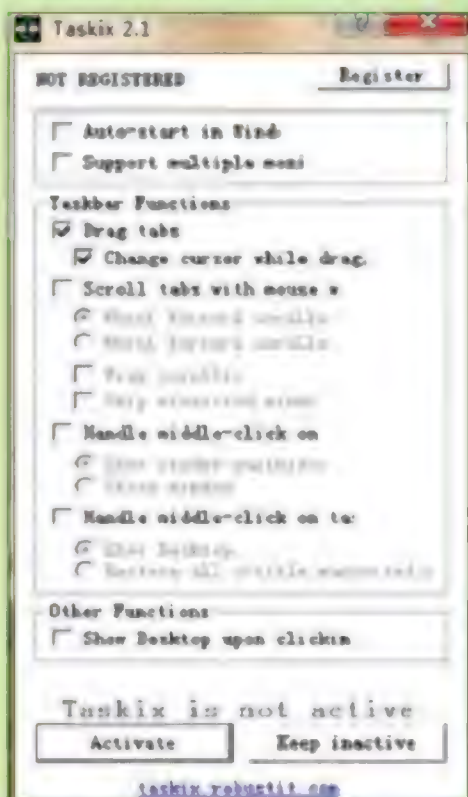 Taskix 2.1
NOT REGISTERED
Register
Auto-start in Wind
Support multiple moni
Taskbar Functions
Drag tabs
Change cursor while drag.
Scroll tabs with mouse w
Handle middle-click on
Handle middle-click on ta:
Show Desktop
Other Functions
Show Desktop upon clickin
Taskix is not active
Activate
Keep inactive
taskix.robustit.com